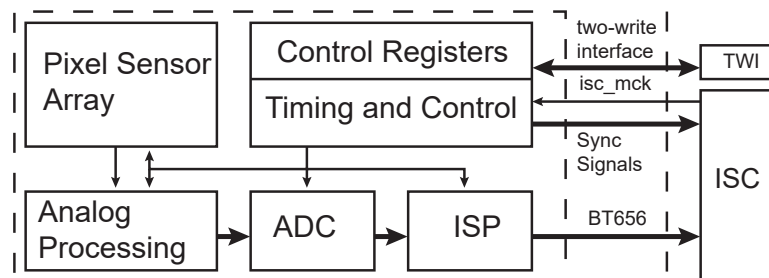 Pixel Sensor
Array
Control Registers
Timing and Control
two-write
interface
TWI
isc_mck
Sync
Signals
ISC
Analog
Processing
ADC
ISP
BT656